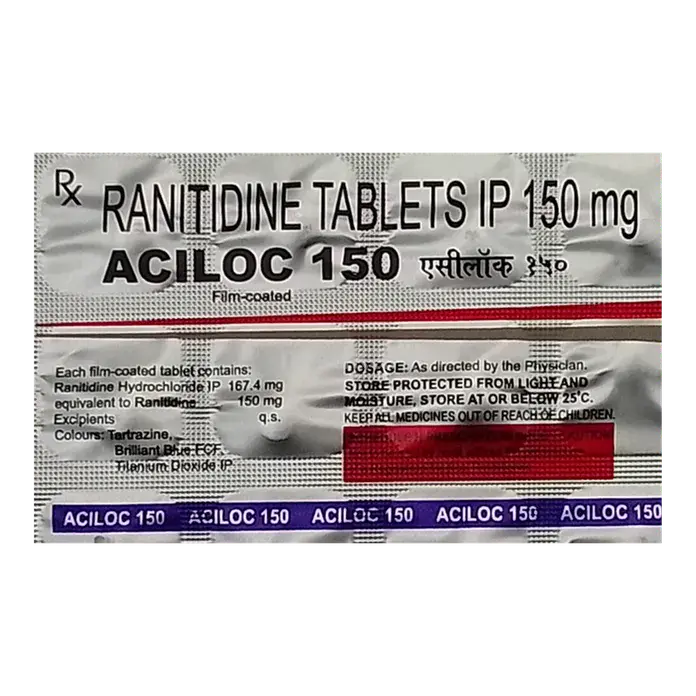 Rx RANITIDINE TABLETS IP 150 mg
ACILOC 150 एसीलॉक १५०
Film-coated
Each film-coated tablet contains:
Ranitidine Hydrochloride IP 167.4 mg
equivalent to Ranitidine 150 mg
Excipients q.s.
Colours: Tartrazine,
Brilliant Blue FCF,
Titanium Dioxide IP
DOSAGE: As directed by the Physician.
STORE PROTECTED FROM LIGHT AND
MOISTURE, STORE AT OR BELOW 25°C.
KEEP ALL MEDICINES OUT OF REACH OF CHILDREN.
ACILOC 150 ACILOC 150 ACILOC 150 ACILOC 150 ACILOC 150